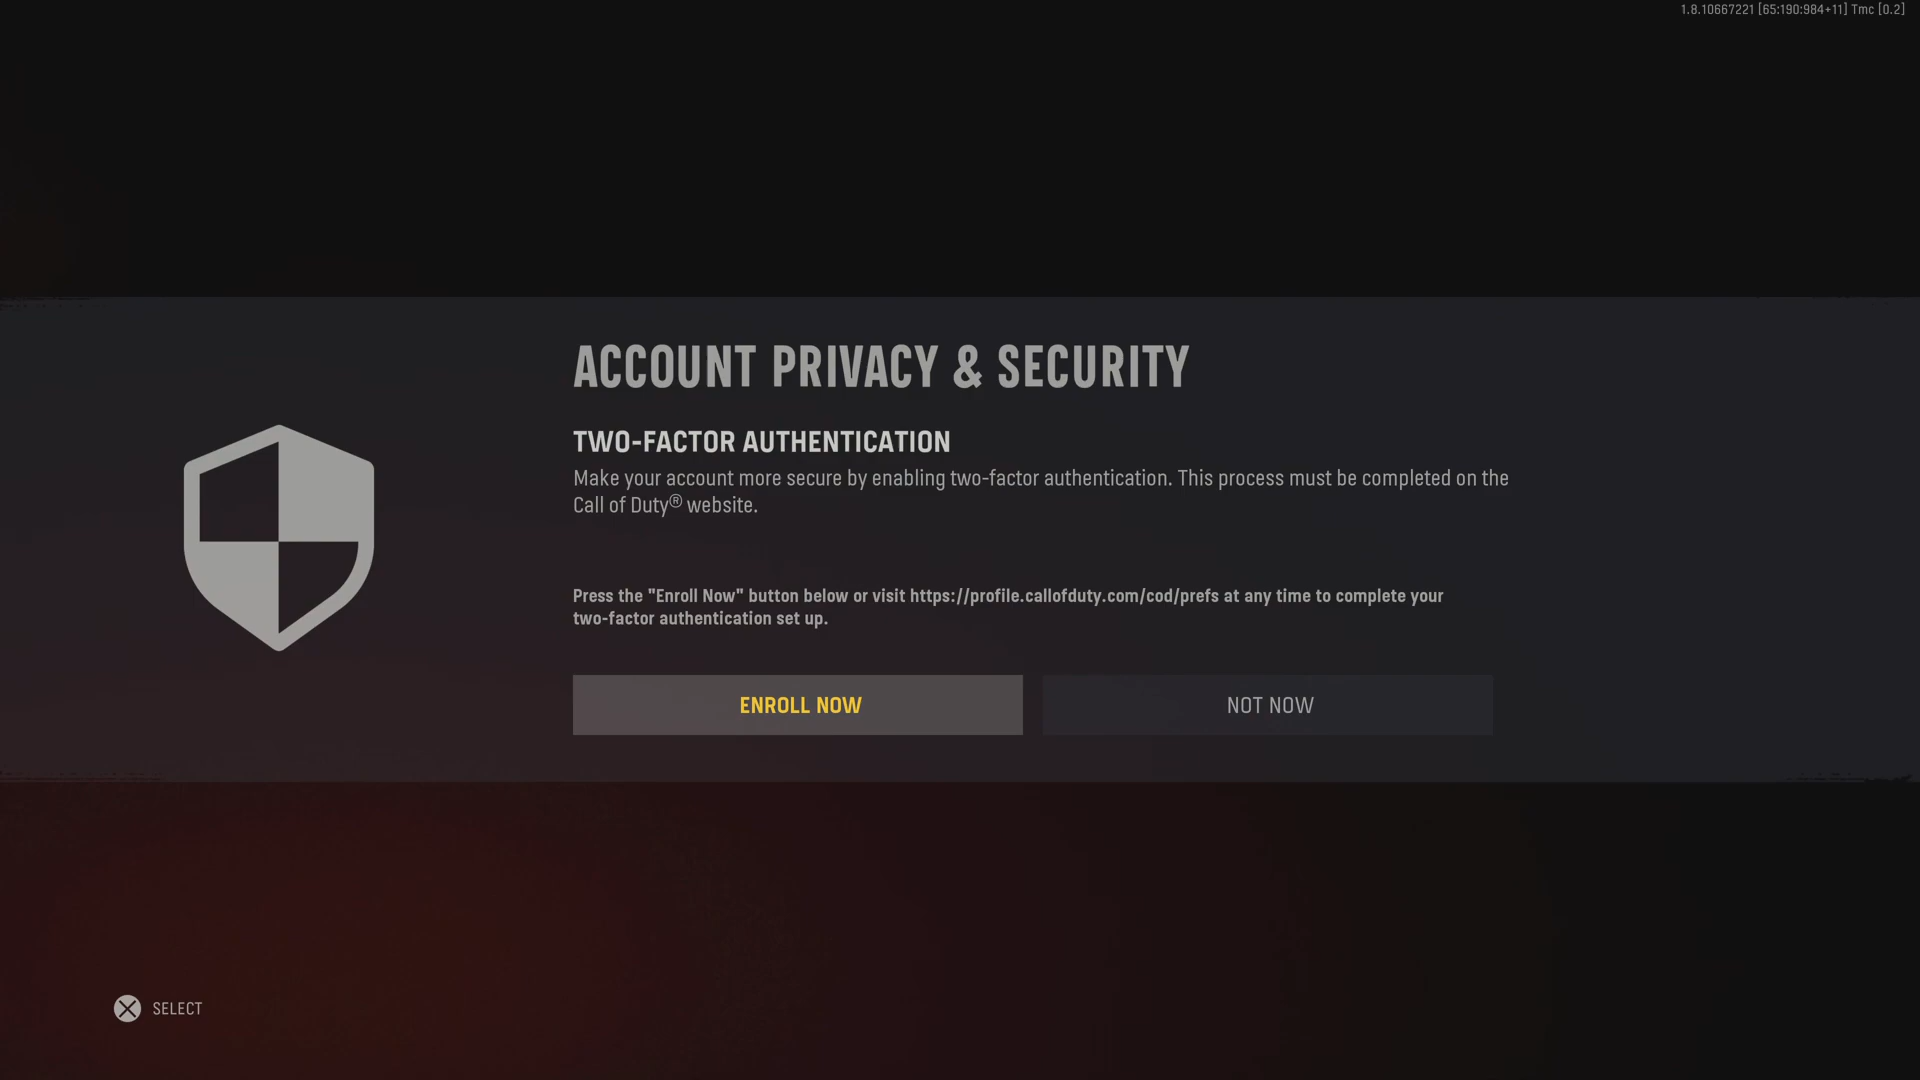 1.8.10667221 [65:190:984+11] Tmc [0.2]
ACCOUNT PRIVACY & SECURITY
TWO-FACTOR AUTHENTICATION
Make your account more secure by enabling two-factor authentication. This process must be completed on the
Call of Duty® website.
Press the "Enroll Now" button below or visit https://profile.callofduty.com/cod/prefs at any time to complete your
two-factor authentication set up.
ENROLL NOW
NOT NOW
SELECT